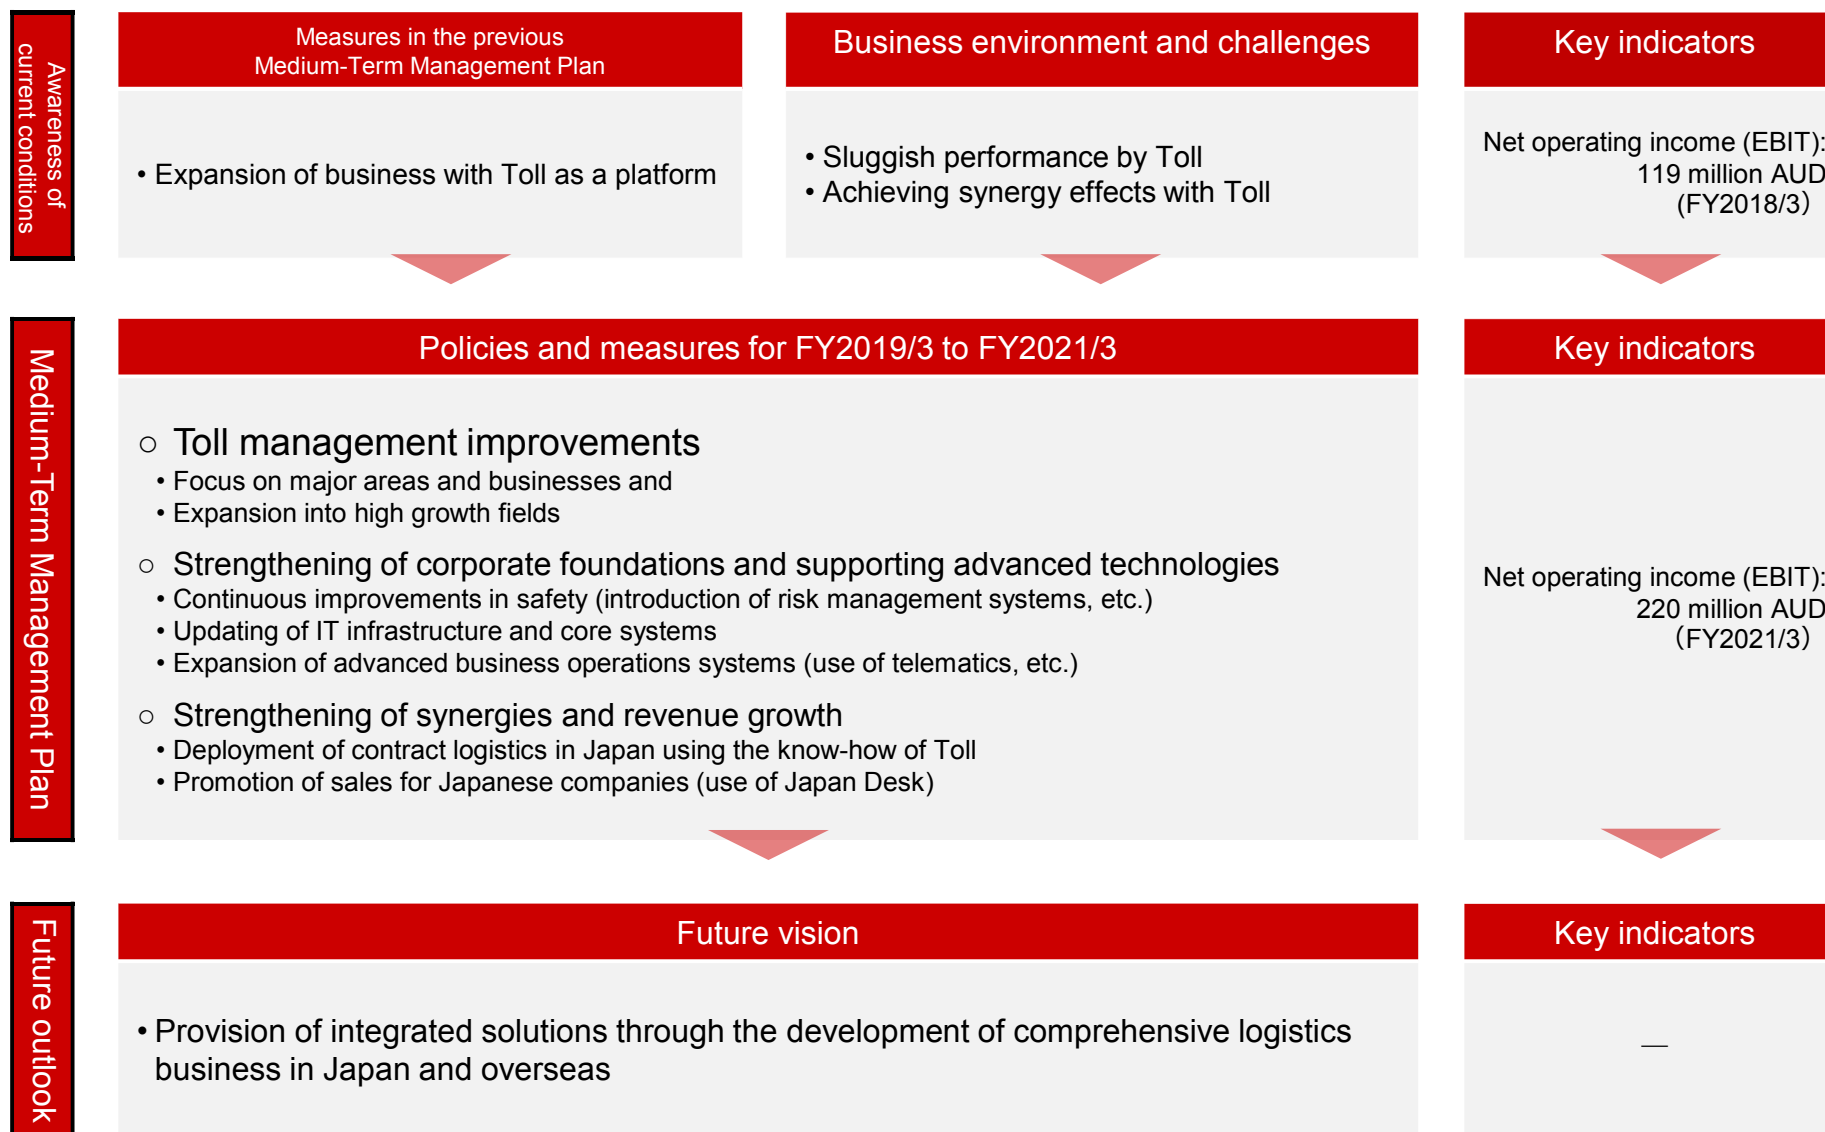 Awareness of
current conditions
Measures in the previous
Medium-Term Management Plan
• Expansion of business with Toll as a platform
Business environment and challenges
• Sluggish performance by Toll
• Achieving synergy effects with Toll
Key indicators
Net operating income (EBIT):
119 million AUD
(FY2018/3)
Medium-Term Management Plan
Policies and measures for FY2019/3 to FY2021/3
○ Toll management improvements
• Focus on major areas and businesses and
• Expansion into high growth fields
○ Strengthening of corporate foundations and supporting advanced technologies
• Continuous improvements in safety (introduction of risk management systems, etc.)
• Updating of IT infrastructure and core systems
• Expansion of advanced business operations systems (use of telematics, etc.)
○ Strengthening of synergies and revenue growth
• Deployment of contract logistics in Japan using the know-how of Toll
• Promotion of sales for Japanese companies (use of Japan Desk)
Key indicators
Net operating income (EBIT):
220 million AUD
(FY2021/3)
Future outlook
Future vision
• Provision of integrated solutions through the development of comprehensive logistics
business in Japan and overseas
Key indicators
—